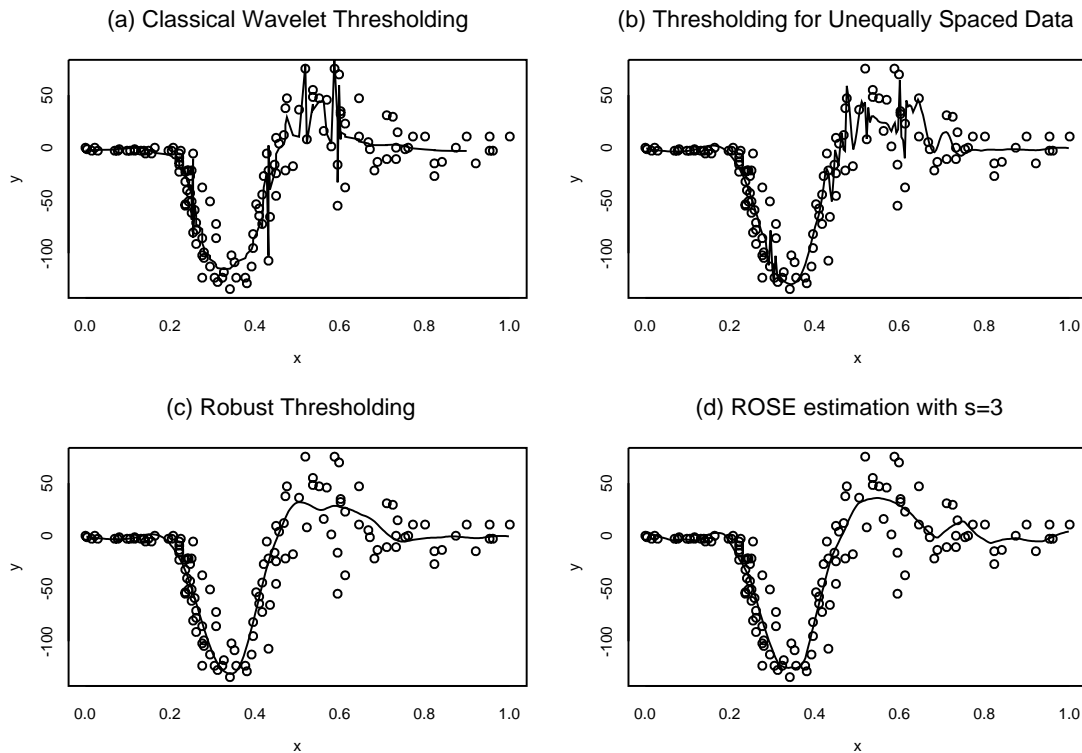 (a) Classical Wavelet Thresholding
y
50
0
-50
-100
0.0 0.2 0.4 0.6 0.8 1.0
x
(b) Thresholding for Unequally Spaced Data
y
50
0
-50
-100
0.0 0.2 0.4 0.6 0.8 1.0
x
(c) Robust Thresholding
y
50
0
-50
-100
0.0 0.2 0.4 0.6 0.8 1.0
x
(d) ROSE estimation with s=3
y
50
0
-50
-100
0.0 0.2 0.4 0.6 0.8 1.0
x